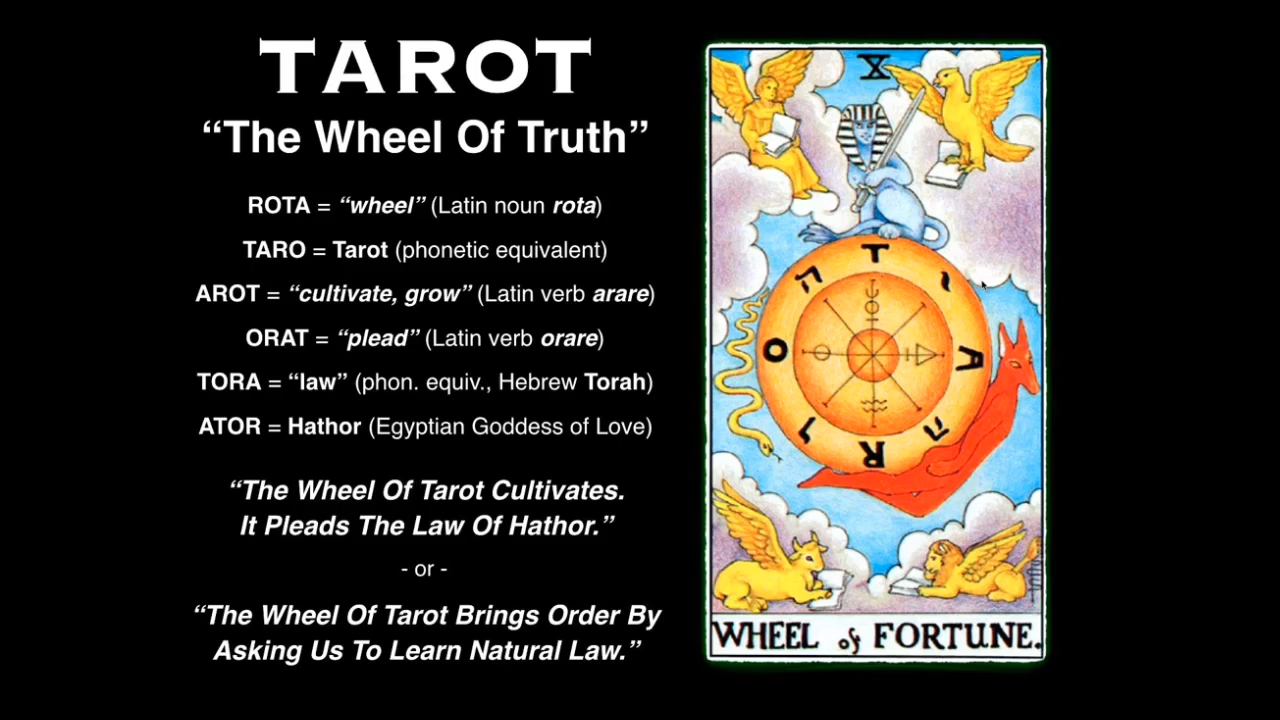 TAROT
“The Wheel Of Truth”
ROTA = “wheel” (Latin noun rota)
TARO = Tarot (phonetic equivalent)
AROT = “cultivate, grow” (Latin verb arare)
ORAT = “plead” (Latin verb orare)
TORA = “law” (phon. equiv., Hebrew Torah)
ATOR = Hathor (Egyptian Goddess of Love)
“The Wheel Of Tarot Cultivates.
It Pleads The Law Of Hathor.”
- or -
“The Wheel Of Tarot Brings Order By
Asking Us To Learn Natural Law.”
X
T
י
A
ה
R
ו
O
ה
WHEEL of FORTUNE.